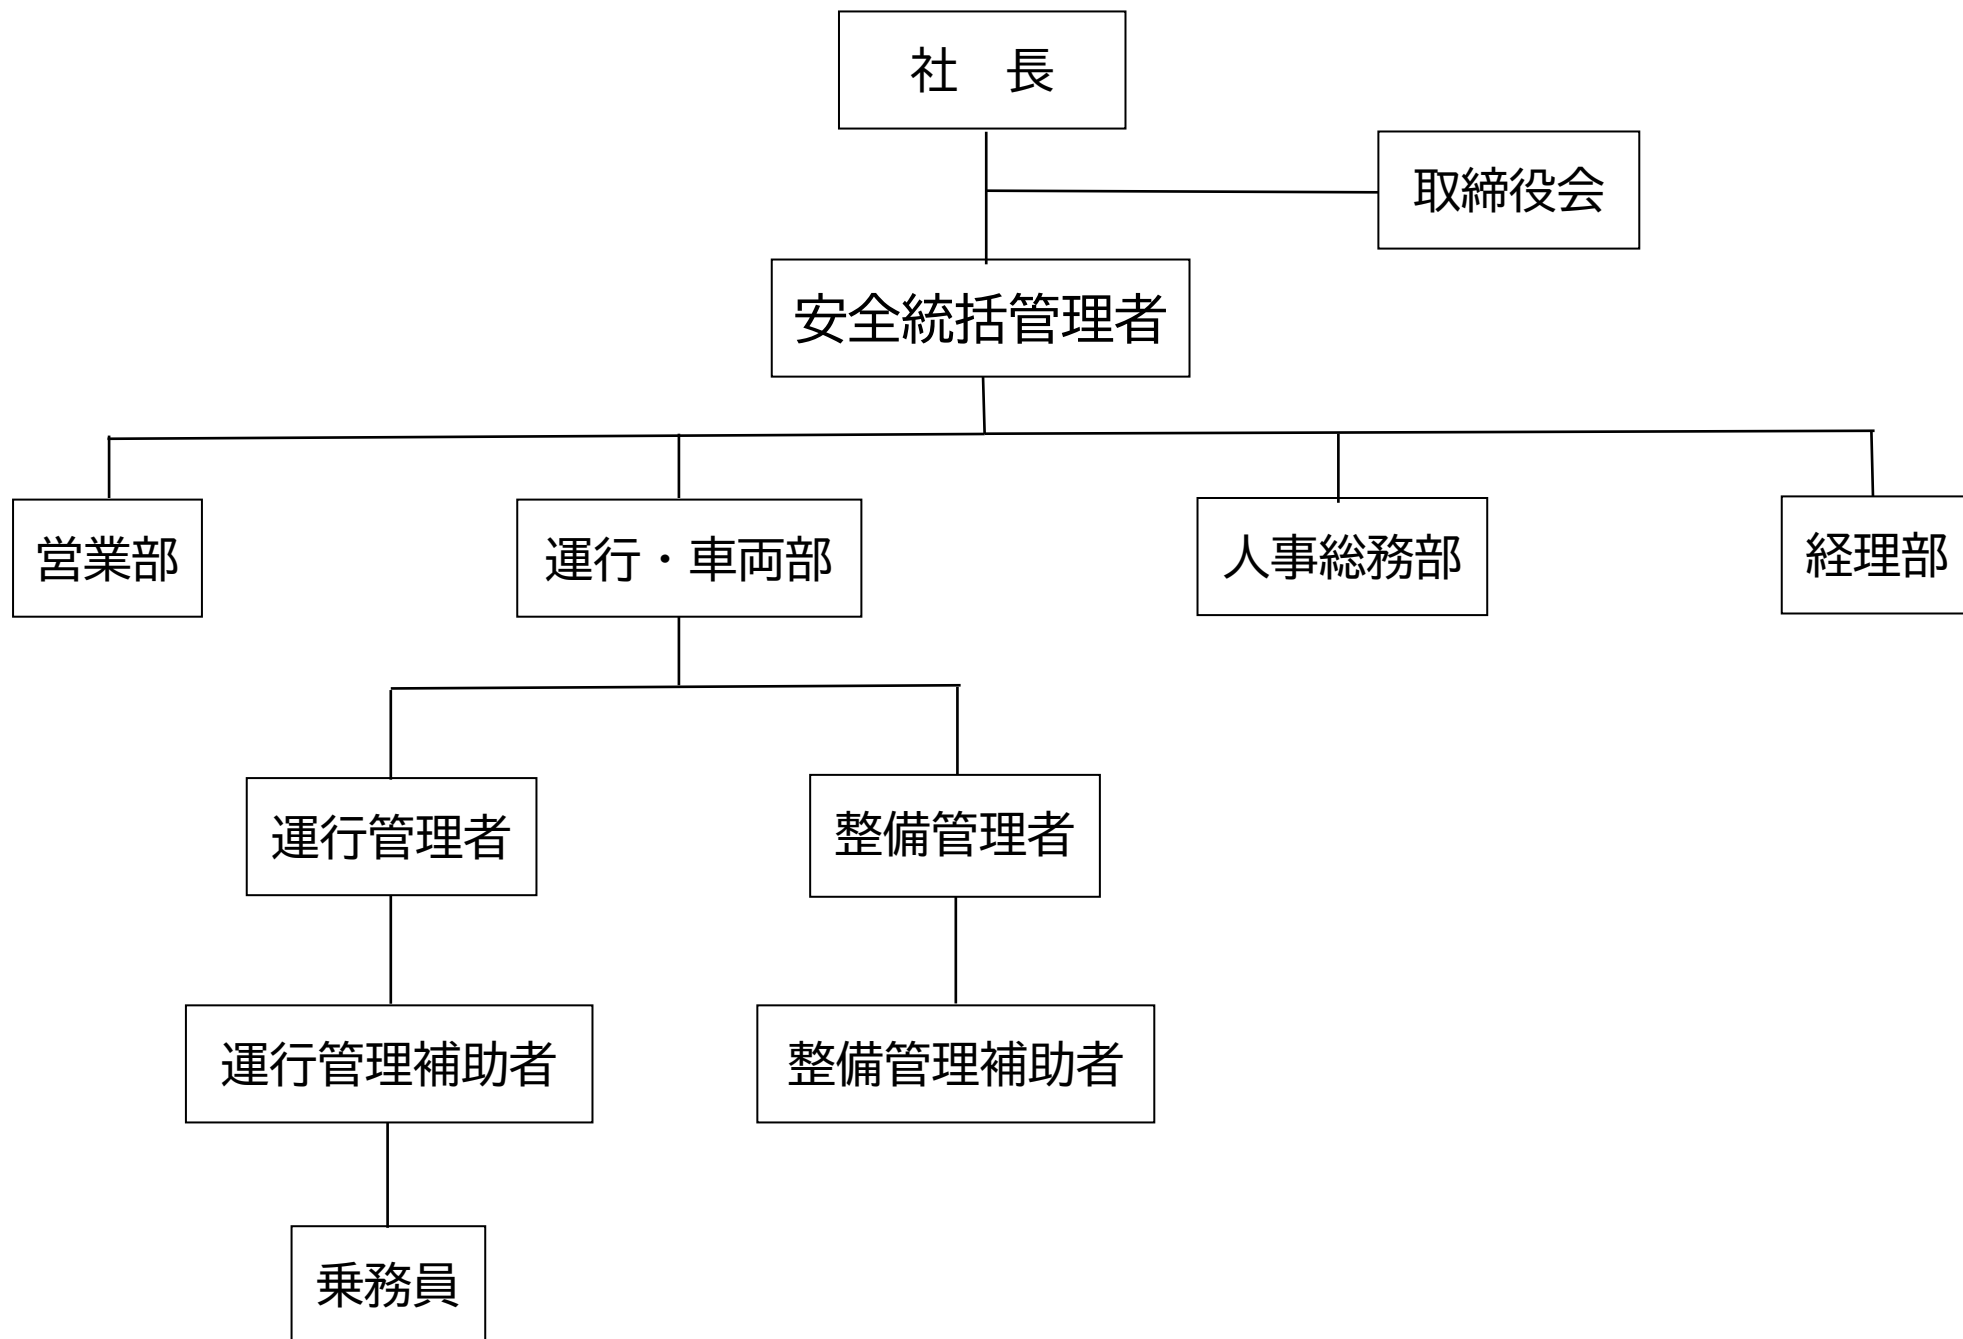 社　長
取締役会
安全統括管理者
営業部
運行・車両部
人事総務部
経理部
運行管理者
整備管理者
運行管理補助者
整備管理補助者
乗務員